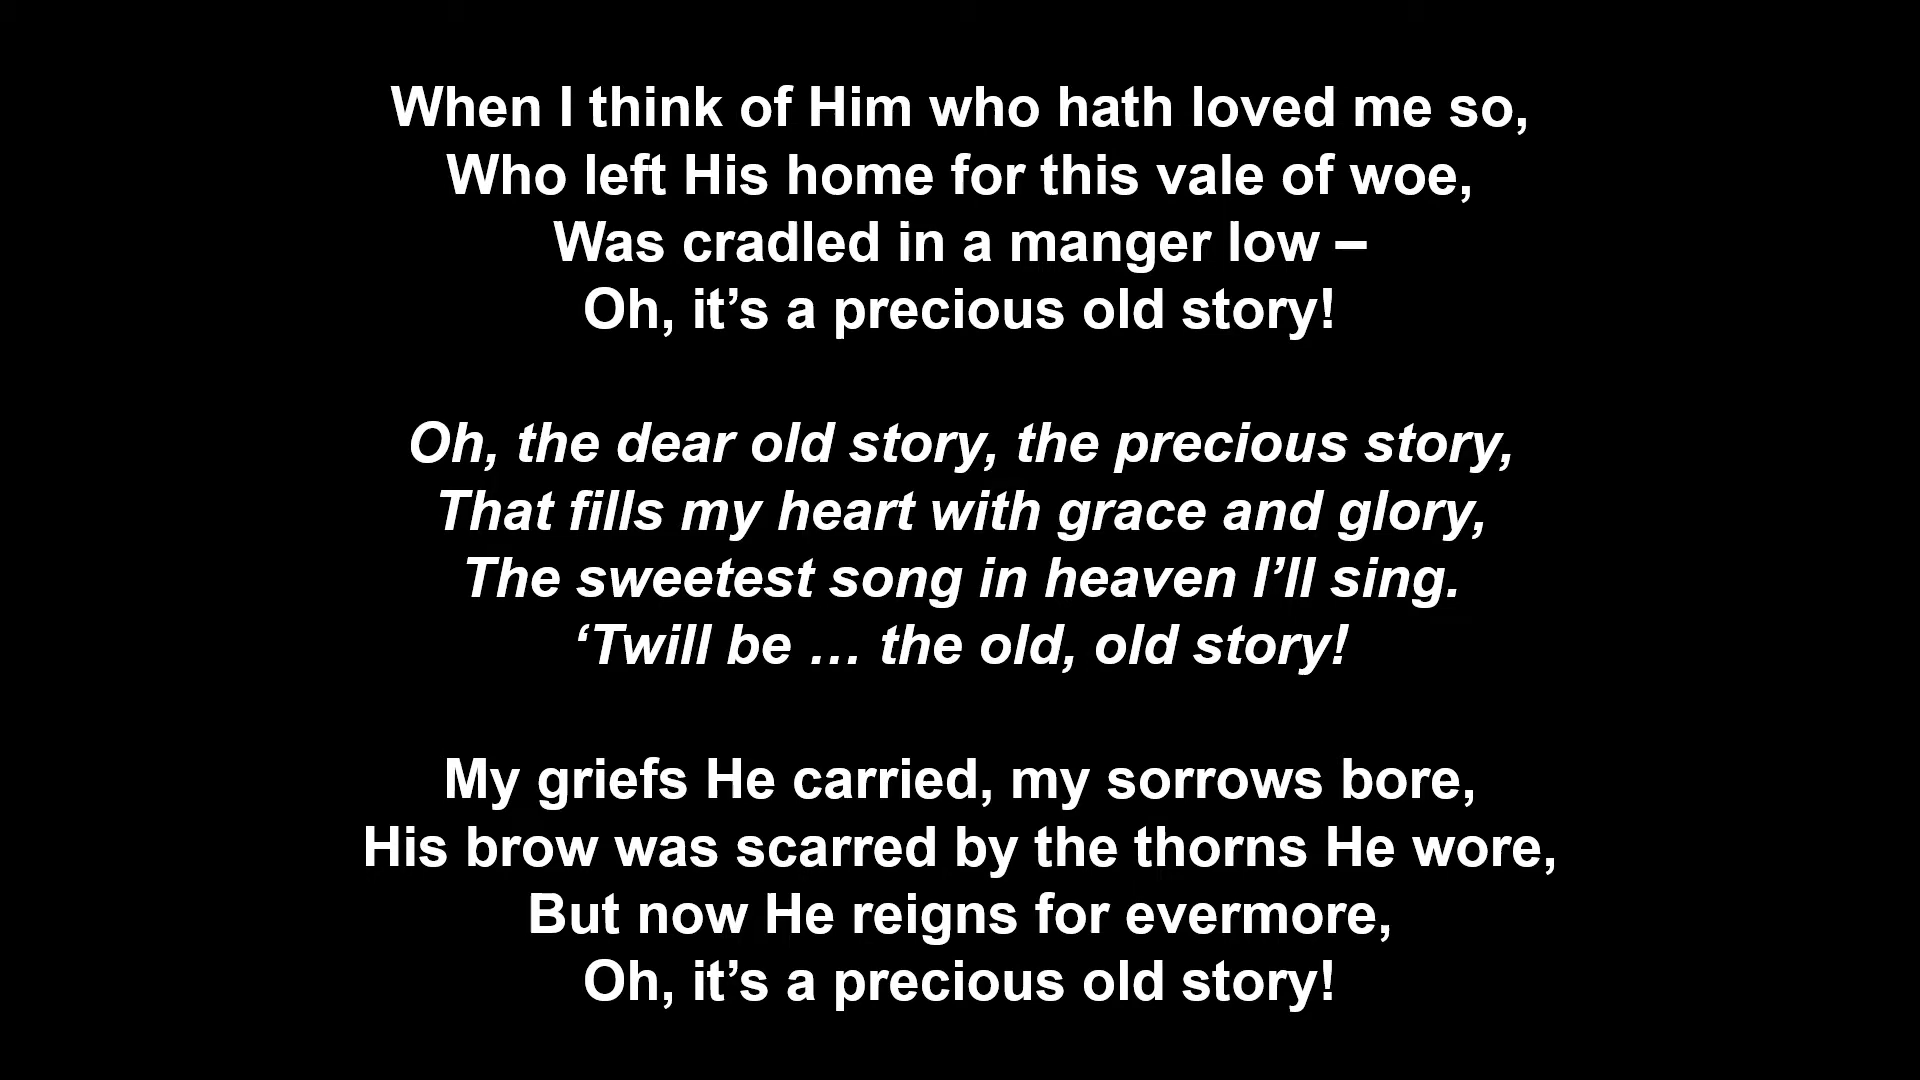 When I think of Him who hath loved me so,
Who left His home for this vale of woe,
Was cradled in a manger low –
Oh, it’s a precious old story!
Oh, the dear old story, the precious story,
That fills my heart with grace and glory,
The sweetest song in heaven I’ll sing.
‘Twill be … the old, old story!
My griefs He carried, my sorrows bore,
His brow was scarred by the thorns He wore,
But now He reigns for evermore,
Oh, it’s a precious old story!